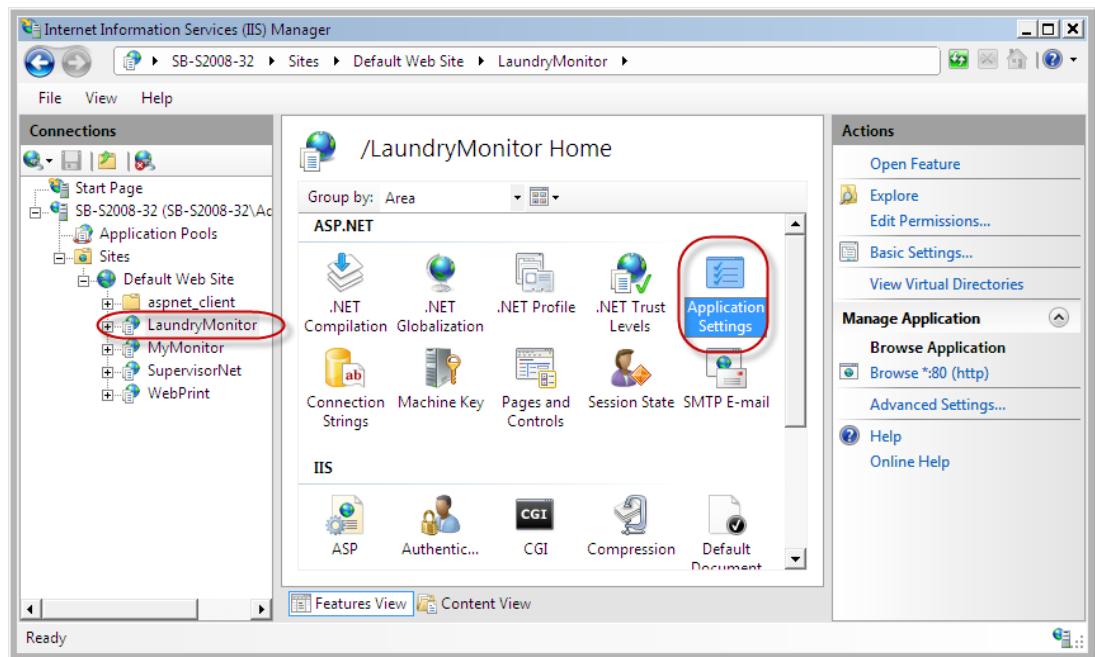 Internet Information Services (IIS) Manager
SB-S2008-32 Sites Default Web Site LaundryMonitor
File View Help
Connections
Start Page
SB-S2008-32 (SB-S2008-32\Ac
Application Pools
Sites
Default Web Site
aspnet_client
LaundryMonitor
MyMonitor
SupervisorNet
WebPrint
/LaundryMonitor Home
Group by: Area
ASP.NET
.NET Compilation
.NET Globalization
.NET Profile
.NET Trust Levels
Application Settings
ab
Connection Strings
Machine Key
Pages and Controls
Session State
SMTP E-mail
IIS
ASP
Authentic...
CGI
CGI
Compression
Default Document
Features View
Content View
Actions
Open Feature
Explore
Edit Permissions...
Basic Settings...
View Virtual Directories
Manage Application
Browse Application
Browse *:80 (http)
Advanced Settings...
Help
Online Help
Ready